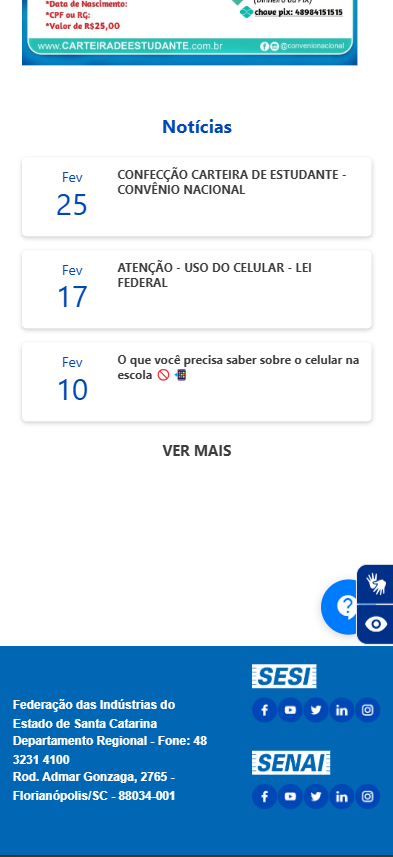 *Data de Nascimento:
*CPF ou RG:
*Valor de R$25,00
(Dinheiro ou PIX)
chave pix: 48984151515
www.CARTEIRADEESTUDANTE.com.br
@convenionacional
Notícias
Fev
25
CONFECÇÃO CARTEIRA DE ESTUDANTE -
CONVÊNIO NACIONAL
Fev
17
ATENÇÃO - USO DO CELULAR - LEI
FEDERAL
Fev
10
O que você precisa saber sobre o celular na
escola 🚫 📲
VER MAIS
SESI
Federação das Indústrias do
Estado de Santa Catarina
Departamento Regional - Fone: 48
3231 4100
Rod. Admar Gonzaga, 2765 -
Florianópolis/SC - 88034-001
SENAI